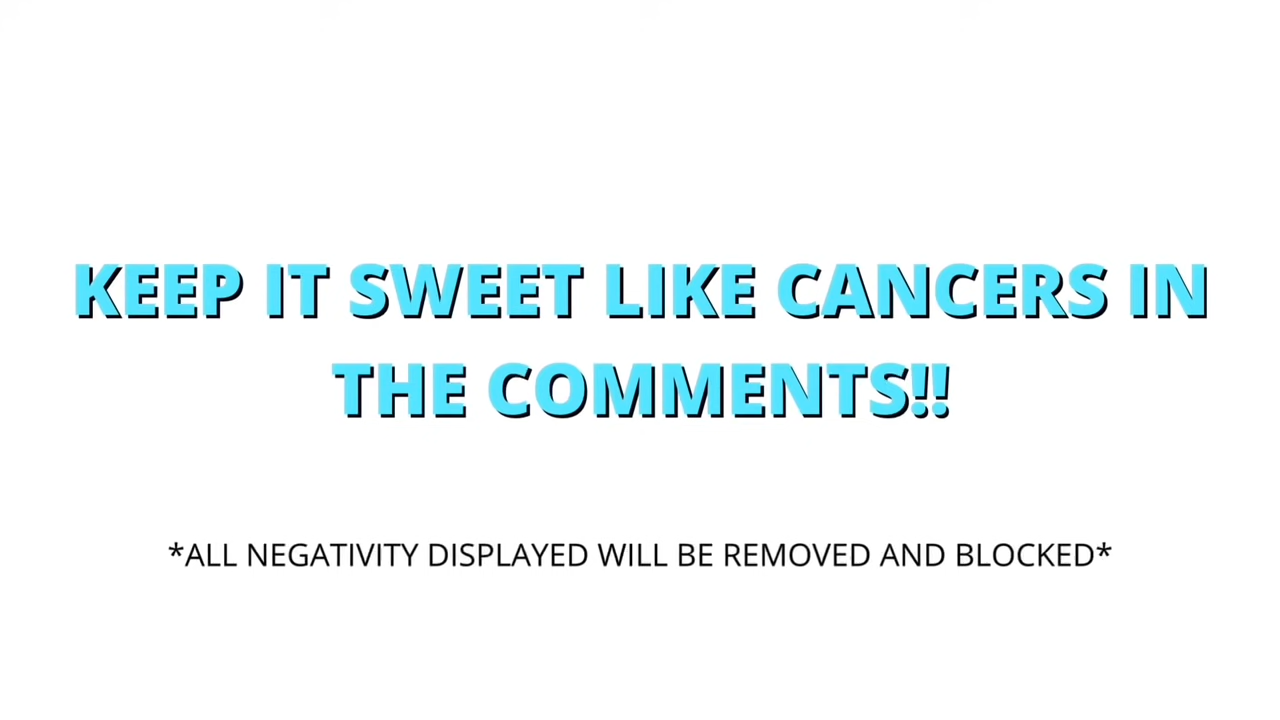 KEEP IT SWEET LIKE CANCERS IN
THE COMMENTS!!
*ALL NEGATIVITY DISPLAYED WILL BE REMOVED AND BLOCKED*